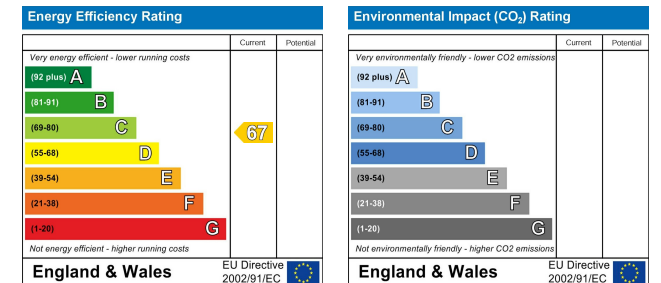 Energy Efficiency Rating
Current Potential
Very energy efficient - lower running costs
(92 plus) A
(81-91) B
(69-80) C
67
(55-68) D
(39-54) E
(21-38) F
(1-20) G
Not energy efficient - higher running costs
England & Wales
EU Directive
2002/91/EC
Environmental Impact (CO₂) Rating
Current Potential
Very environmentally friendly - lower CO2 emissions
(92 plus) A
(81-91) B
(69-80) C
(55-68) D
(39-54) E
(21-38) F
(1-20) G
Not environmentally friendly - higher CO2 emissions
England & Wales
EU Directive
2002/91/EC